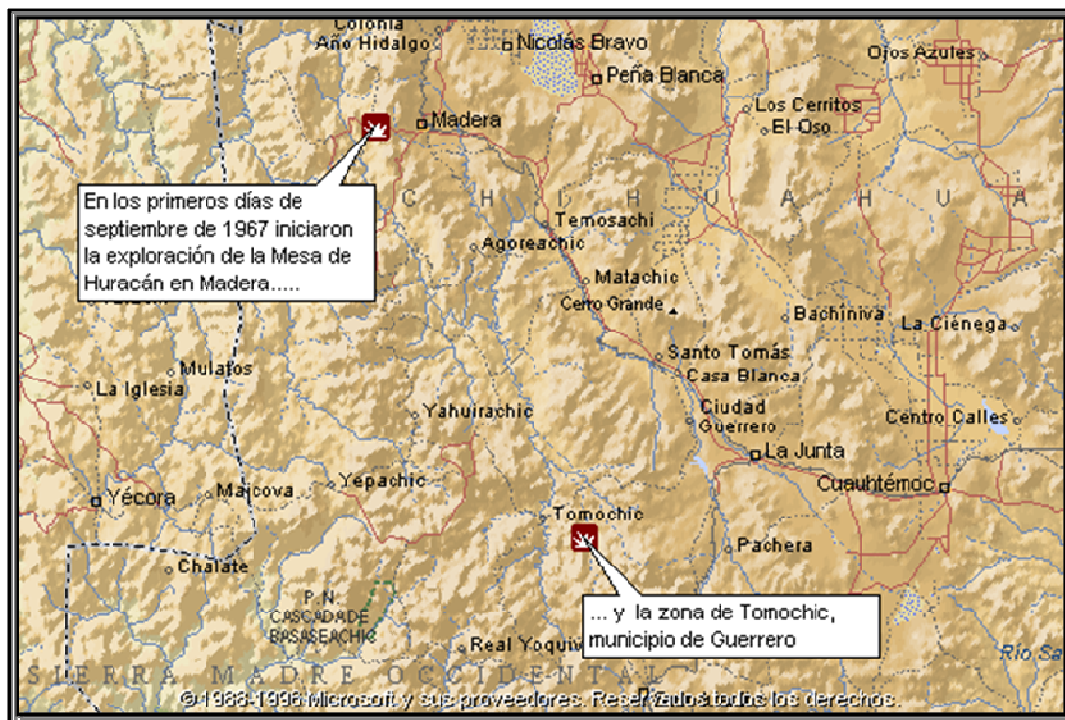 Colonia
Año Hidalgo
Nicolás Bravo
Ojos Azules
Peña Blanca
Los Cerritos
El Oso
Madera
En los primeros días de
septiembre de 1967 iniciaron
la exploración de la Mesa de
Huracán en Madera.....
C H I H U A H U A
Temosachi
Agoreachic
Matachic
Cerro Grande
Bachiniva
La Ciénega
Santo Tomás
Casa Blanca
Mulatos
La Iglesia
Yahuirachic
Ciudad
Guerrero
Centro Calles
La Junta
Cuauhtémoc
Yepachic
Maicova
Yécora
Tomochic
Pachera
Chalate
P.N.
CASCADA DE
BASASEACHIC
... y la zona de Tomochic,
municipio de Guerrero
Real Yoquiv
Río Sa
SIERRA MADRE OCCIDENTAL
© 1988-1996 Microsoft y sus proveedores. Reservados todos los derechos.